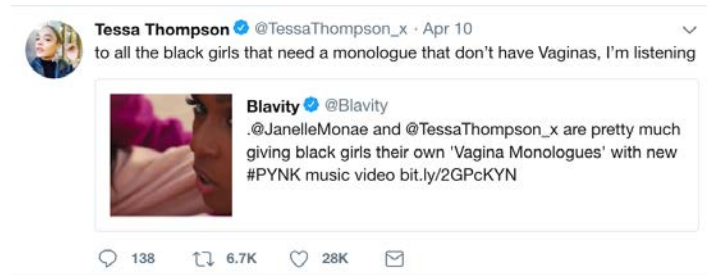 Tessa Thompson @TessaThompson_x · Apr 10
to all the black girls that need a monologue that don’t have Vaginas, I’m listening
Blavity @Blavity
.@JanelleMonae and @TessaThompson_x are pretty much
giving black girls their own 'Vagina Monologues' with new
#PYNK music video bit.ly/2GPcKYN
138 6.7K 28K